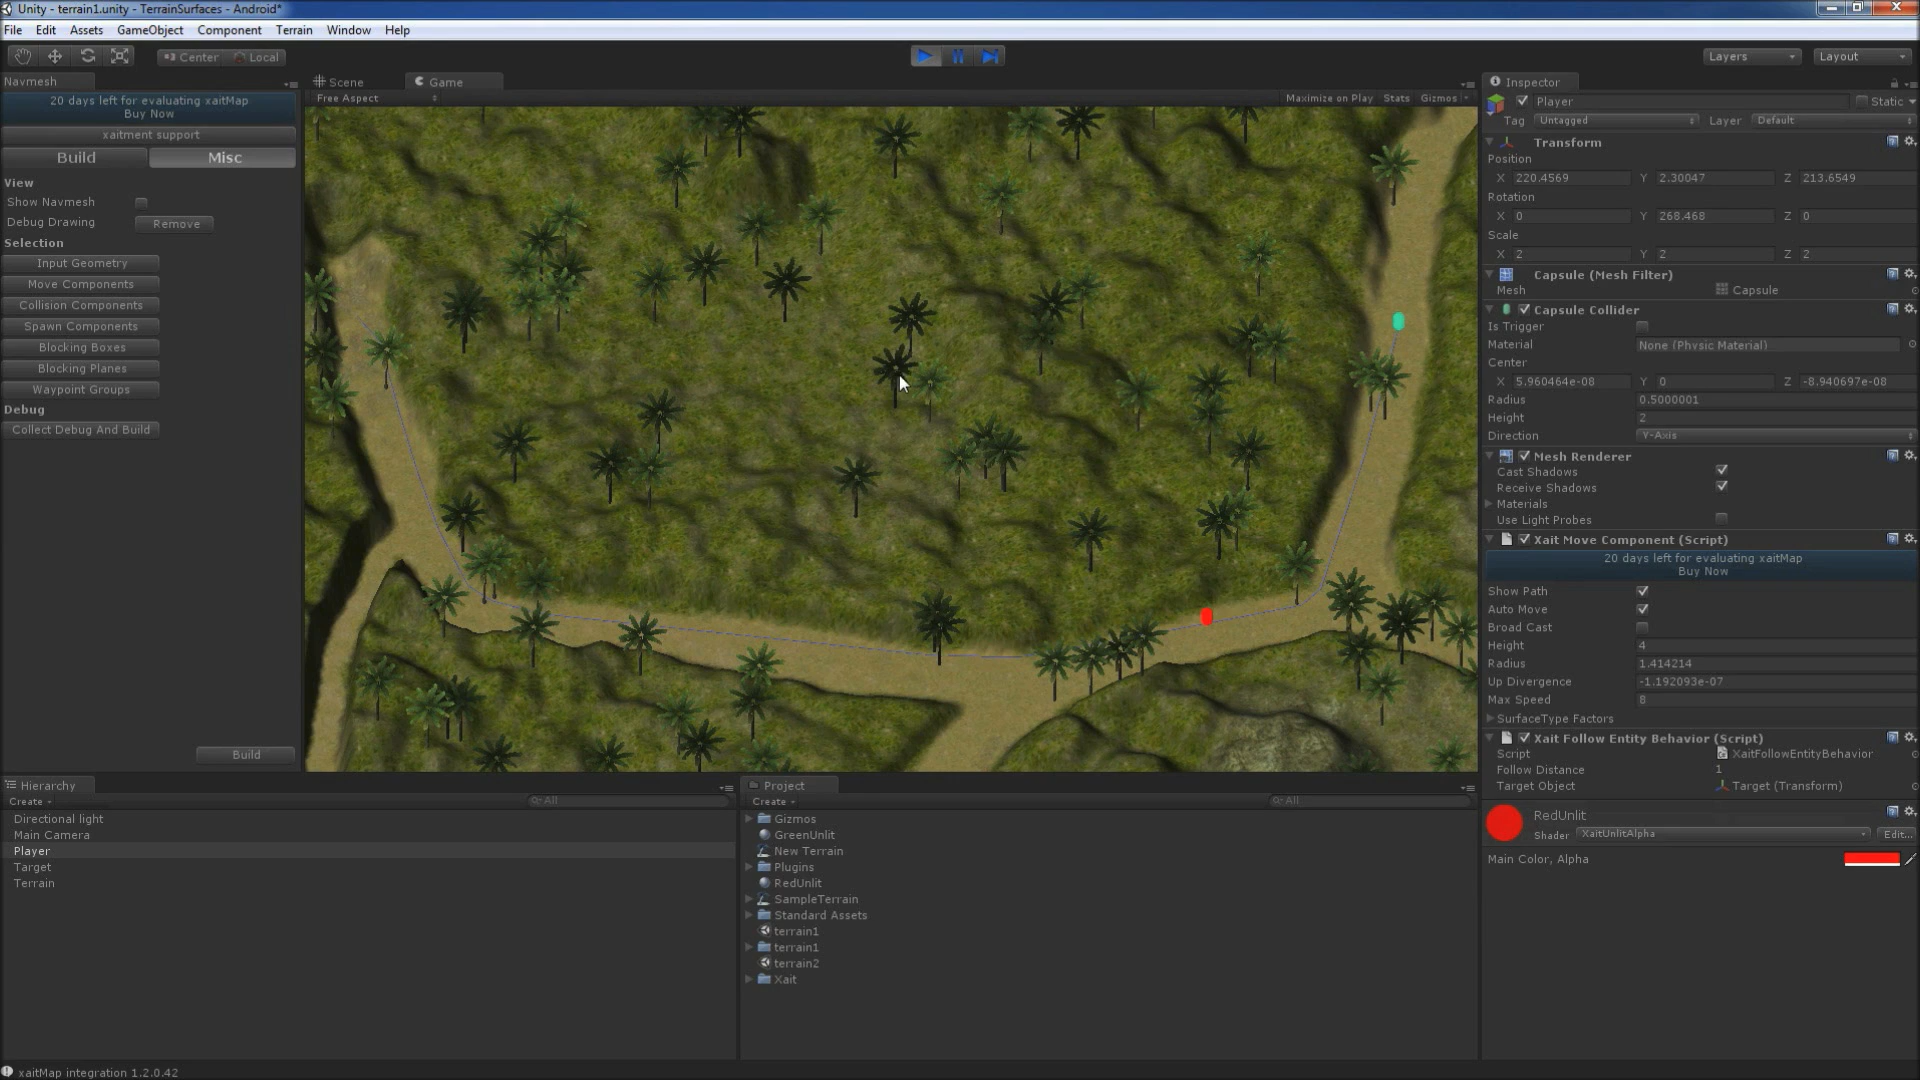 Unity - terrain1.unity - TerrainSurfaces - Android*
File Edit Assets GameObject Component Terrain Window Help
Center Local Layers Layout
Navmesh
20 days left for evaluating xaitMap
Buy Now
xaitment support
Build Misc
View
Show Navmesh
Debug Drawing Remove
Selection
Input Geometry
Move Components
Collision Components
Spawn Components
Blocking Boxes
Blocking Planes
Waypoint Groups
Debug
Collect Debug And Build
Build
Scene Game
Free Aspect Maximize on Play Stats Gizmos
Inspector
Player Static
Tag Untagged Layer Default
Transform
Position
X 220.4569 Y 2.30047 Z 213.6549
Rotation
X 0 Y 268.468 Z 0
Scale
X 2 Y 2 Z 2
Capsule (Mesh Filter)
Mesh Capsule
Capsule Collider
Is Trigger
Material None (Physic Material)
Center
X 5.960464e-08 Y 0 Z -8.940697e-08
Radius 0.5000001
Height 2
Direction Y-Axis
Mesh Renderer
Cast Shadows
Receive Shadows
Materials
Use Light Probes
Xait Move Component (Script)
20 days left for evaluating xaitMap
Buy Now
Show Path
Auto Move
Broad Cast
Height 4
Radius 1.414214
Up Divergence -1.192093e-07
Max Speed 8
SurfaceType Factors
Xait Follow Entity Behavior (Script)
Script XaitFollowEntityBehavior
Follow Distance 1
Target Object Target (Transform)
RedUnlit
Shader XaitUnlitAlpha Edit...
Main Color, Alpha
Hierarchy
Create All
Directional light
Main Camera
Player
Target
Terrain
Project
Create All
Gizmos
GreenUnlit
New Terrain
Plugins
RedUnlit
SampleTerrain
Standard Assets
terrain1
terrain1
terrain2
Xait
xaitMap integration 1.2.0.42